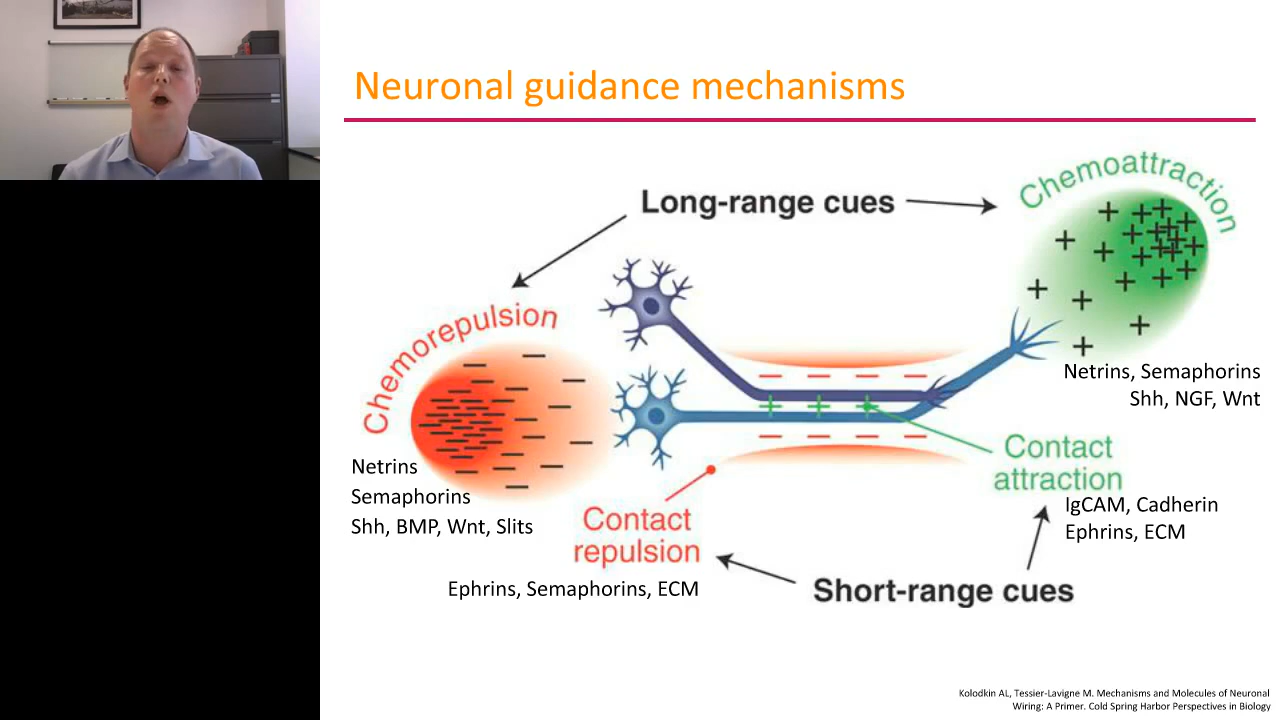 Neuronal guidance mechanisms
Chemoattraction
Long-range cues
Chemorepulsion
Netrins, Semaphorins
Shh, NGF, Wnt
Contact
attraction
Netrins
Semaphorins
Shh, BMP, Wnt, Slits
IgCAM, Cadherin
Ephrins, ECM
Contact
repulsion
Ephrins, Semaphorins, ECM
Short-range cues
Kolodkin AL, Tessier-Lavigne M. Mechanisms and Molecules of Neuronal
Wiring: A Primer. Cold Spring Harbor Perspectives in Biology